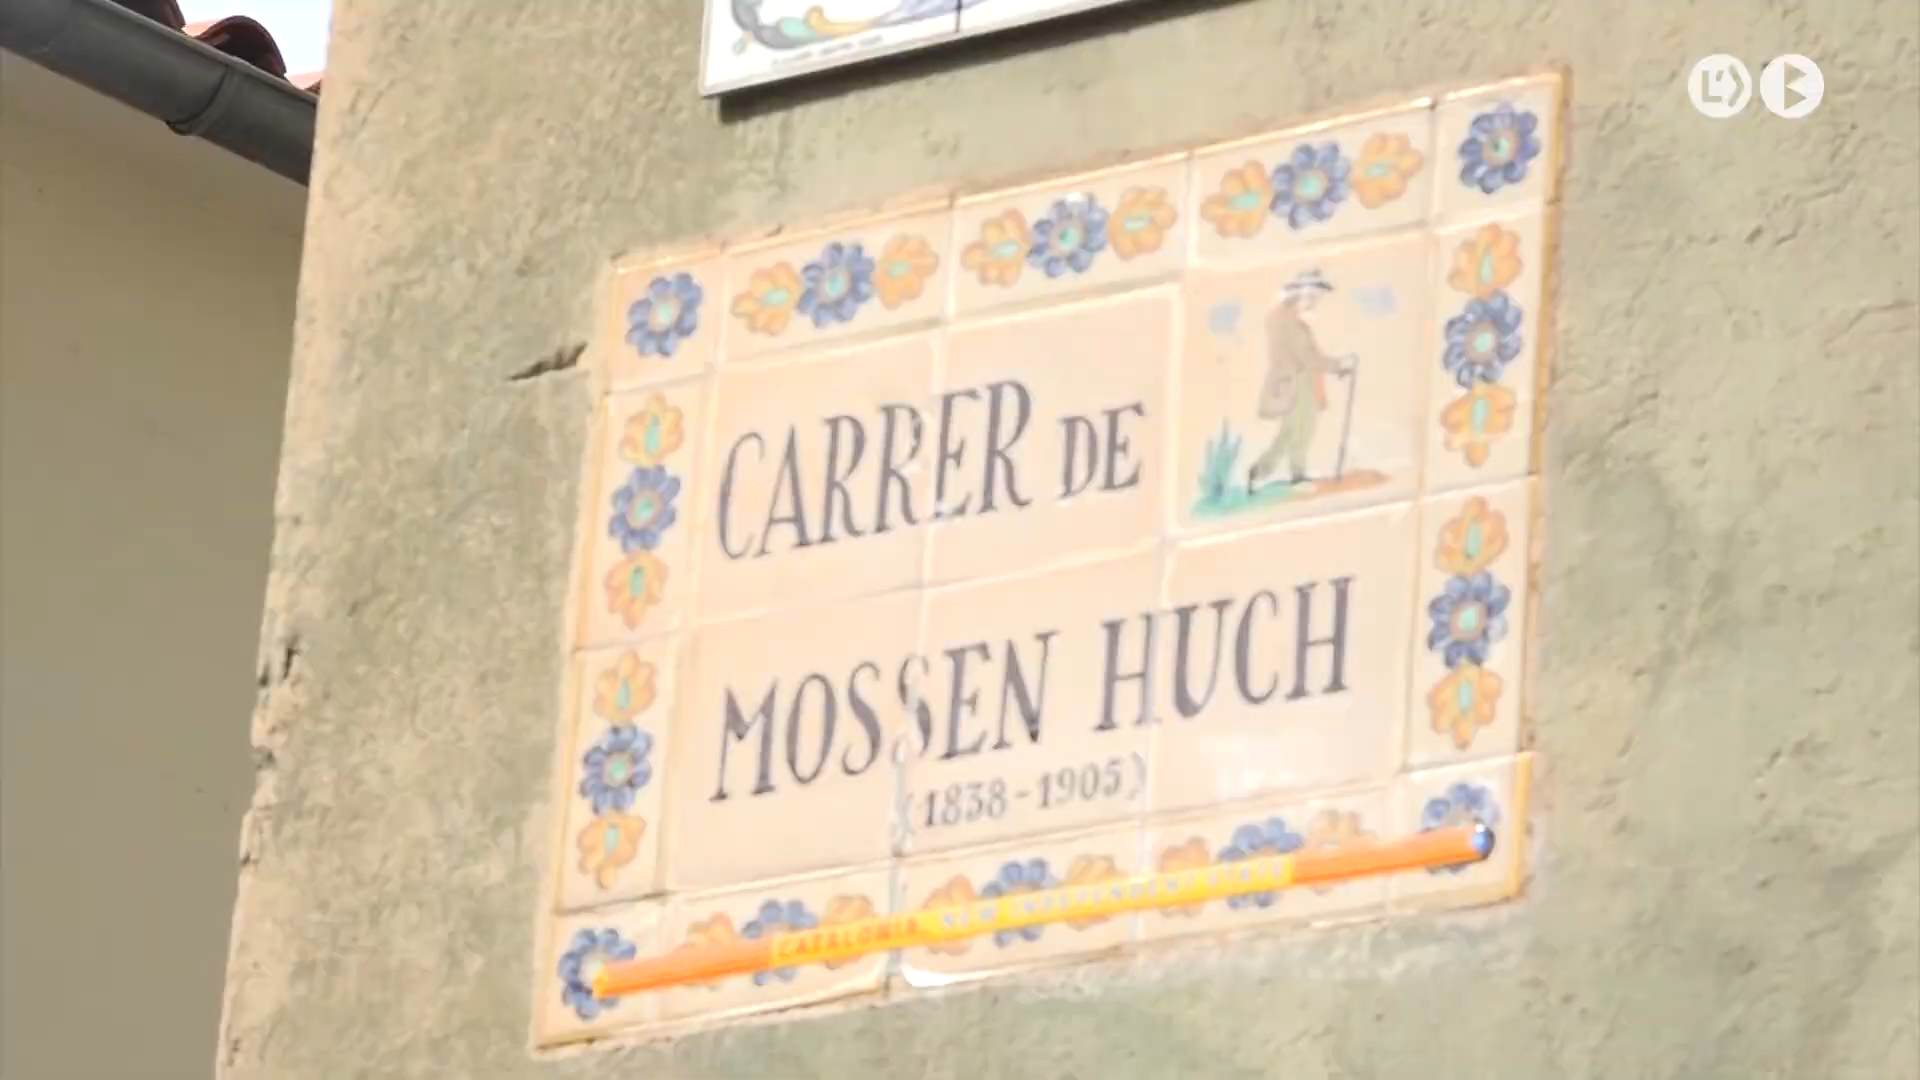 CARRER DE
MOSSEN HUCH
(1838-1905)
CATALONIA, NEW INDEPENDENT STATE